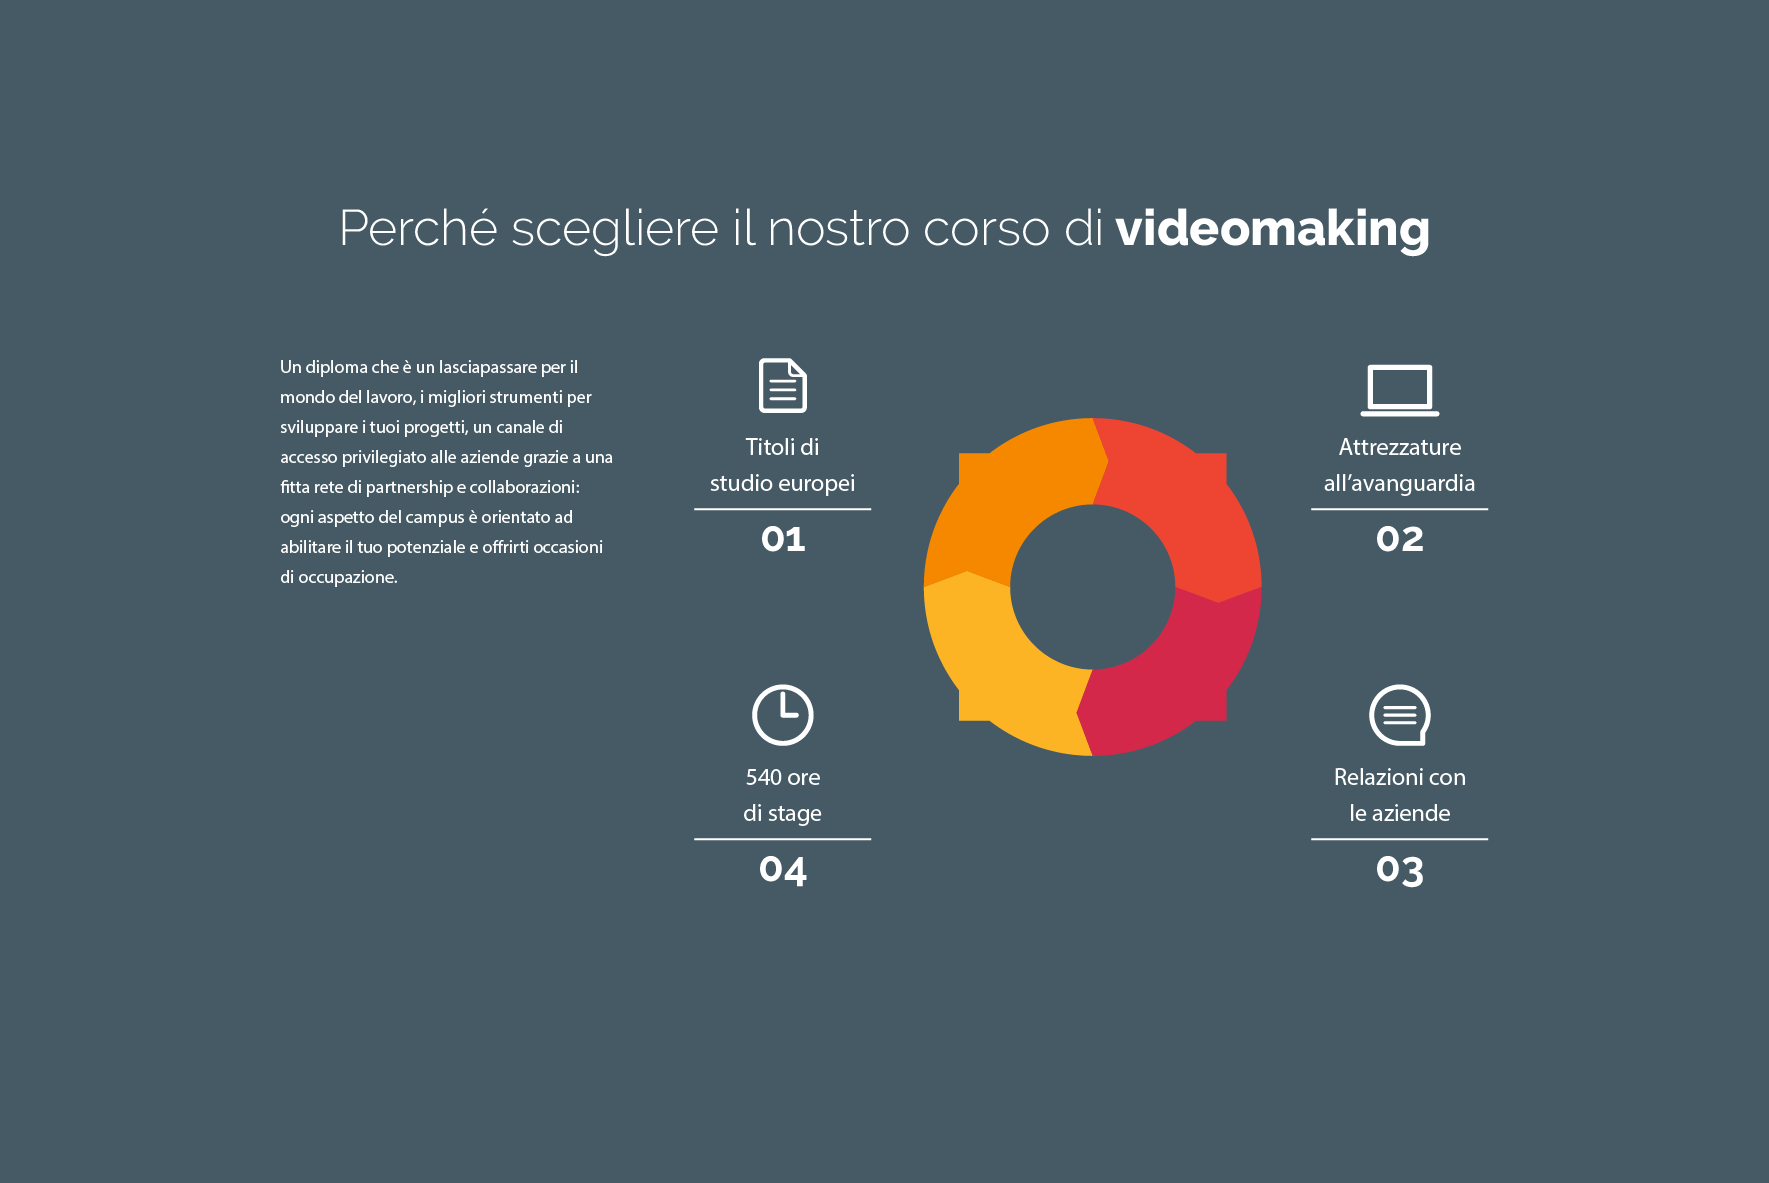 Perché scegliere il nostro corso di videomaking
Un diploma che è un lasciapassare per il
mondo del lavoro, i migliori strumenti per
sviluppare i tuoi progetti, un canale di
accesso privilegiato alle aziende grazie a una
fitta rete di partnership e collaborazioni:
ogni aspetto del campus è orientato ad
abilitare il tuo potenziale e offrirti occasioni
di occupazione.
Titoli di
studio europei
01
Attrezzature
all’avanguardia
02
Relazioni con
le aziende
03
540 ore
di stage
04